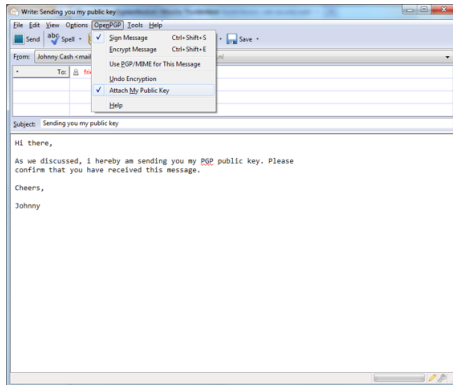 Write: Sending you my public key
File Edit View Options OpenPGP Tools Help
Send Spell Save
Sign Message Ctrl+Shift+S
Encrypt Message Ctrl+Shift+E
Use PGP/MIME for This Message
Undo Encryption
Attach My Public Key
Help
From: Johnny Cash <mail
To: frie
Subject: Sending you my public key
Hi there,
As we discussed, i hereby am sending you my PGP public key. Please
confirm that you have received this message.
Cheers,
Johnny